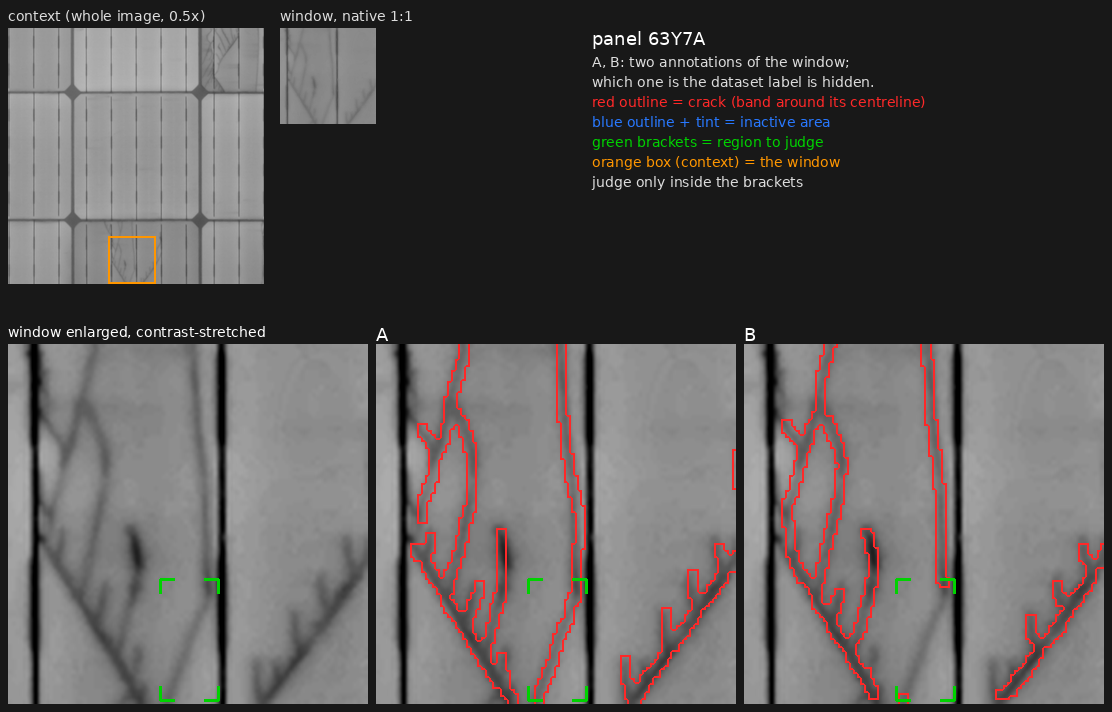 context (whole image, 0.5x)
window, native 1:1
panel 63Y7A
A, B: two annotations of the window;
which one is the dataset label is hidden.
red outline = crack (band around its centreline)
blue outline + tint = inactive area
green brackets = region to judge
orange box (context) = the window
judge only inside the brackets
window enlarged, contrast-stretched
A
B